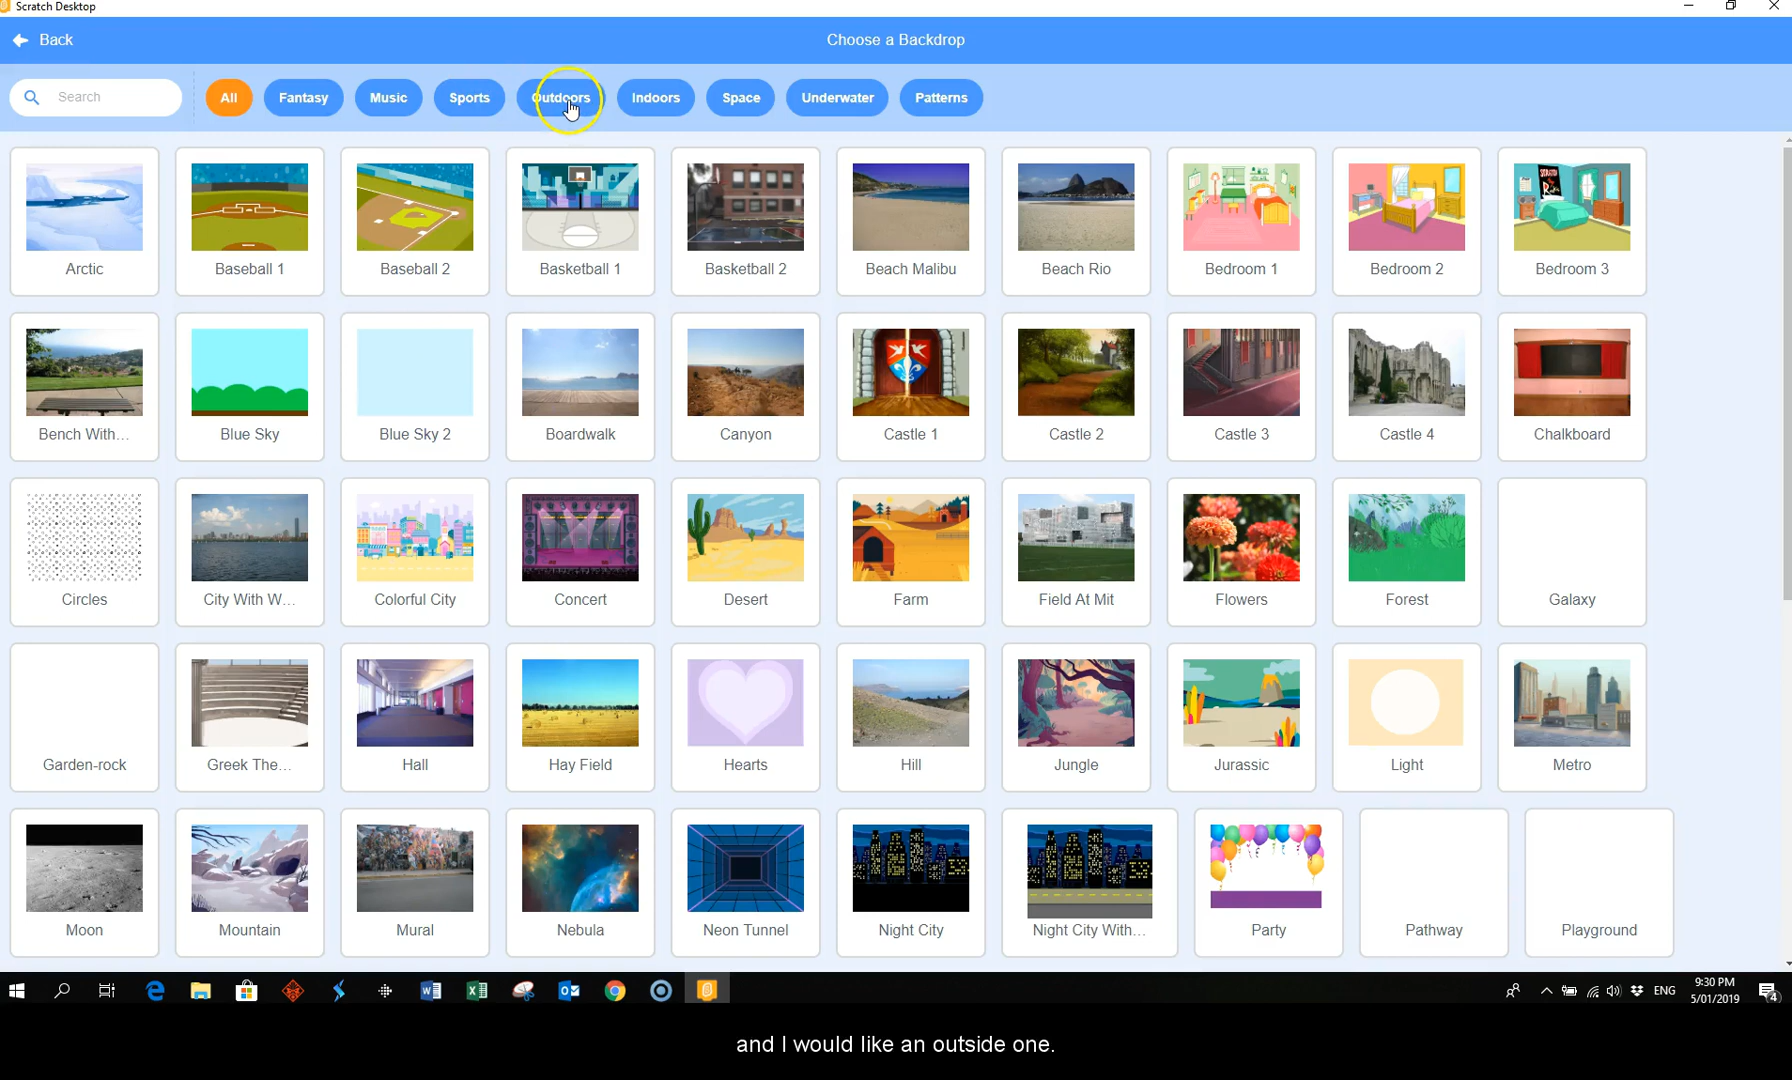 Scratch Desktop
Back
Choose a Backdrop
Search
All
Fantasy
Music
Sports
Outdoors
Indoors
Space
Underwater
Patterns
Arctic
Baseball 1
Baseball 2
Basketball 1
Basketball 2
Beach Malibu
Beach Rio
Bedroom 1
Bedroom 2
Bedroom 3
Bench With...
Blue Sky
Blue Sky 2
Boardwalk
Canyon
Castle 1
Castle 2
Castle 3
Castle 4
Chalkboard
Circles
City With W...
Colorful City
Concert
Desert
Farm
Field At Mit
Flowers
Forest
Galaxy
Garden-rock
Greek The...
Hall
Hay Field
Hearts
Hill
Jungle
Jurassic
Light
Metro
Moon
Mountain
Mural
Nebula
Neon Tunnel
Night City
Night City With...
Party
Pathway
Playground
ENG
9:30 PM
5/01/2019
4
and I would like an outside one.